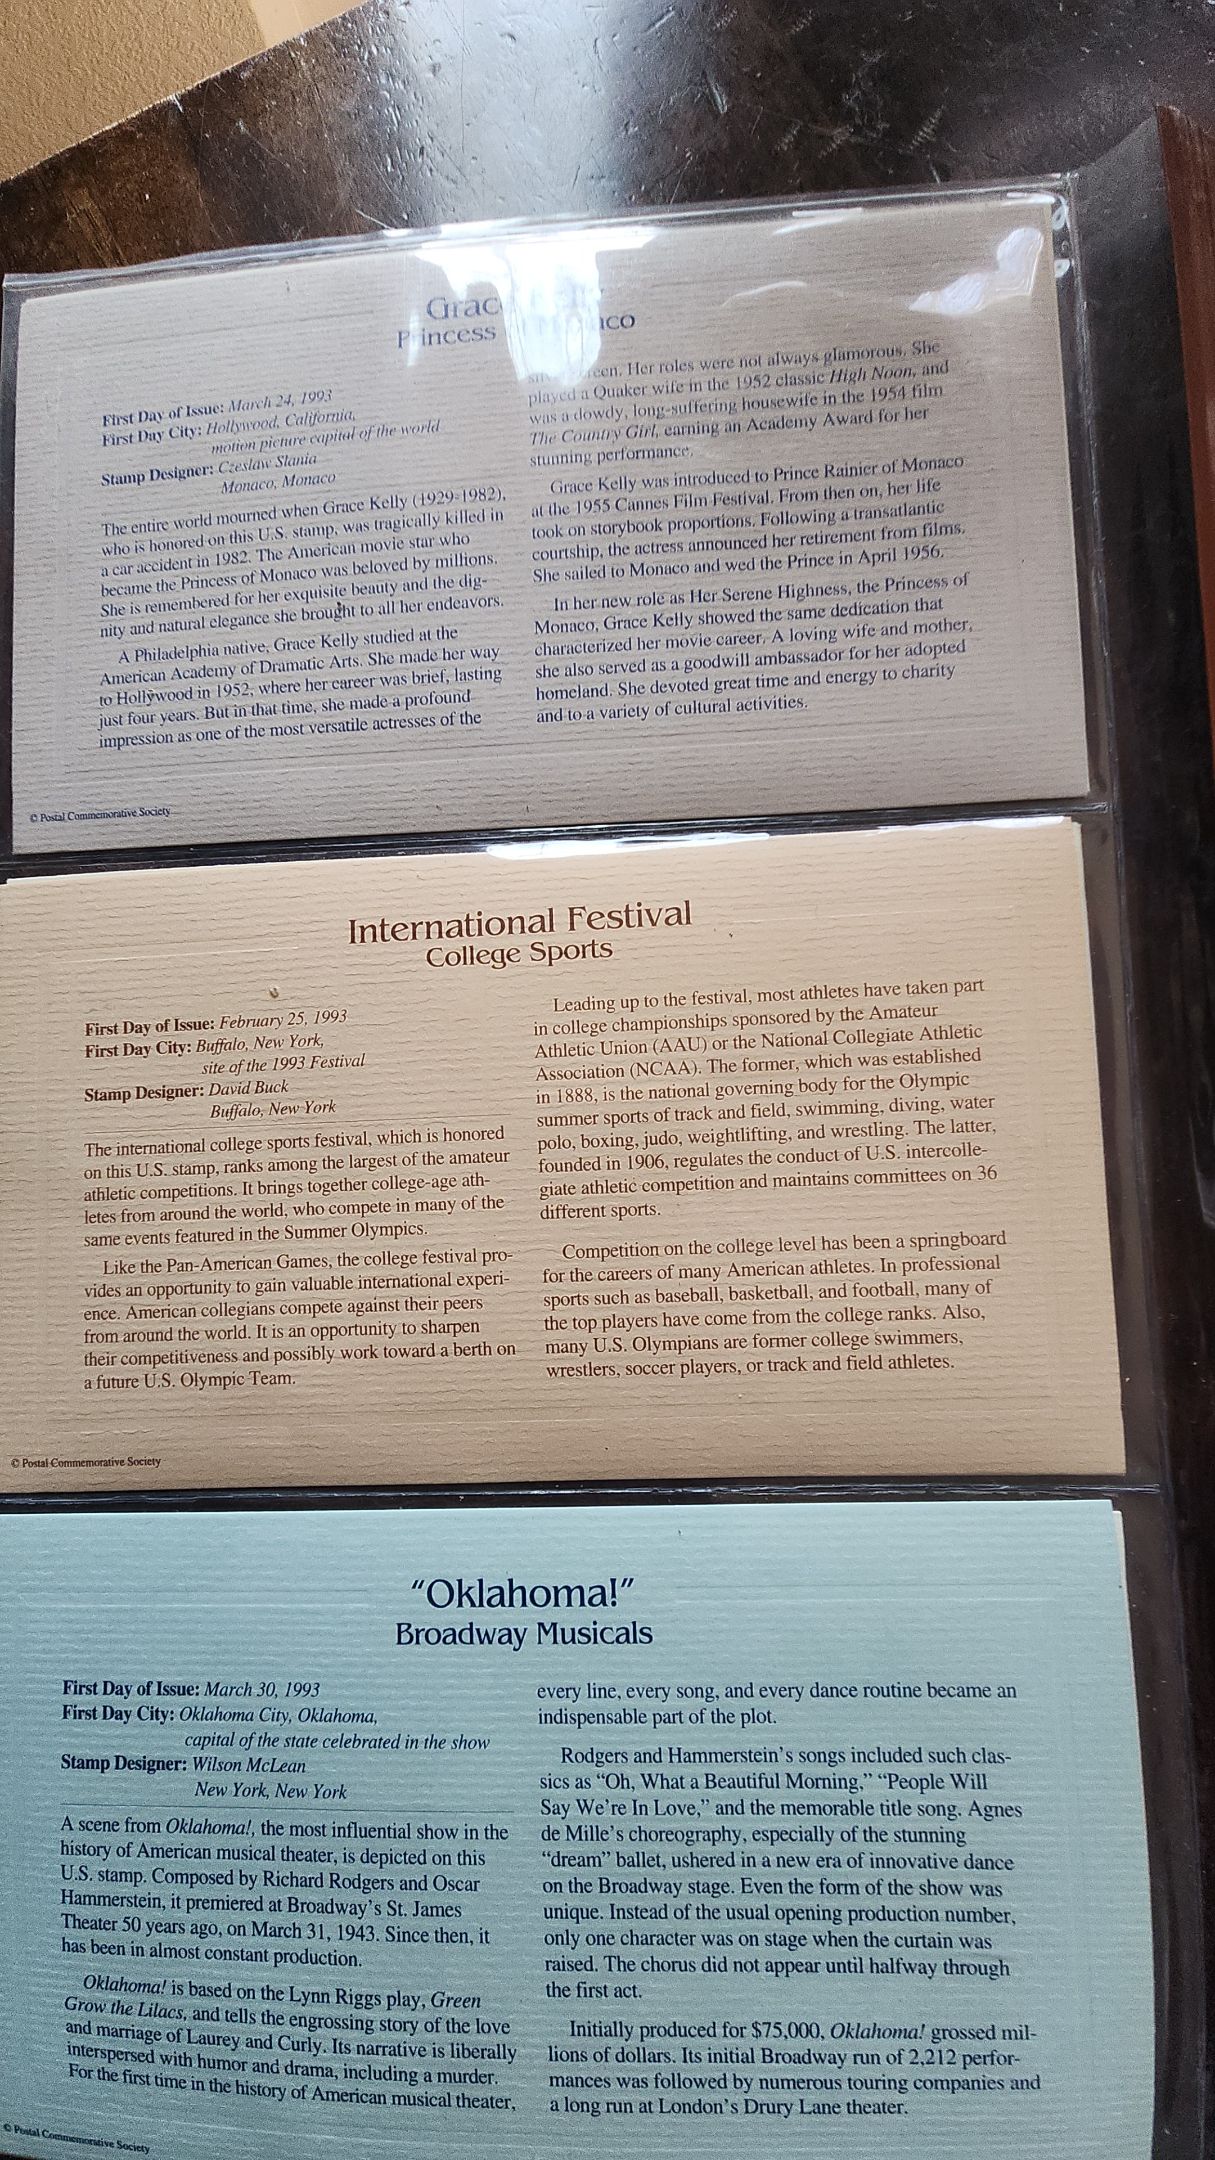 Grac
Princess
First Day of Issue: March 24, 1993
First Day City: Hollywood, California,
motion picture capital of the world
Stamp Designer: Czeslaw Slania
Monaco, Monaco
The entire world mourned when Grace Kelly (1929-1982),
who is honored on this U.S. stamp, was tragically killed in
a car accident in 1982. The American movie star who
became the Princess of Monaco was beloved by millions.
She is remembered for her exquisite beauty and the dig-
nity and natural elegance she brought to all her endeavors.
A Philadelphia native, Grace Kelly studied at the
American Academy of Dramatic Arts. She made her way
to Hollywood in 1952, where her career was brief, lasting
just four years. But in that time, she made a profound
impression as one of the most versatile actresses of the
Her roles were not always glamorous. She
played a Quaker wife in the 1952 classic High Noon, and
was a dowdy, long-suffering housewife in the 1954 film
The Country Girl, earning an Academy Award for her
stunning performance.
Grace Kelly was introduced to Prince Rainier of Monaco
at the 1955 Cannes Film Festival. From then on, her life
took on storybook proportions. Following a transatlantic
courtship, the actress announced her retirement from films.
She sailed to Monaco and wed the Prince in April 1956.
In her new role as Her Serene Highness, the Princess of
Monaco, Grace Kelly showed the same dedication that
characterized her movie career. A loving wife and mother,
she also served as a goodwill ambassador for her adopted
homeland. She devoted great time and energy to charity
and to a variety of cultural activities.
© Postal Commemorative Society
International Festival
College Sports
First Day of Issue: February 25, 1993
First Day City: Buffalo, New York,
site of the 1993 Festival
Stamp Designer: David Buck
Buffalo, New York
The international college sports festival, which is honored
on this U.S. stamp, ranks among the largest of the amateur
athletic competitions. It brings together college-age ath-
letes from around the world, who compete in many of the
same events featured in the Summer Olympics.
Like the Pan-American Games, the college festival pro-
vides an opportunity to gain valuable international experi-
ence. American collegians compete against their peers
from around the world. It is an opportunity to sharpen
their competitiveness and possibly work toward a berth on
a future U.S. Olympic Team.
Leading up to the festival, most athletes have taken part
in college championships sponsored by the Amateur
Athletic Union (AAU) or the National Collegiate Athletic
Association (NCAA). The former, which was established
in 1888, is the national governing body for the Olympic
summer sports of track and field, swimming, diving, water
polo, boxing, judo, weightlifting, and wrestling. The latter,
founded in 1906, regulates the conduct of U.S. intercolle-
giate athletic competition and maintains committees on 36
different sports.
Competition on the college level has been a springboard
for the careers of many American athletes. In professional
sports such as baseball, basketball, and football, many of
the top players have come from the college ranks. Also,
many U.S. Olympians are former college swimmers,
wrestlers, soccer players, or track and field athletes.
© Postal Commemorative Society
“Oklahoma!”
Broadway Musicals
First Day of Issue: March 30, 1993
First Day City: Oklahoma City, Oklahoma,
capital of the state celebrated in the show
Stamp Designer: Wilson McLean
New York, New York
A scene from Oklahoma!, the most influential show in the
history of American musical theater, is depicted on this
U.S. stamp. Composed by Richard Rodgers and Oscar
Hammerstein, it premiered at Broadway's St. James
Theater 50 years ago, on March 31, 1943. Since then, it
has been in almost constant production.
Oklahoma! is based on the Lynn Riggs play, Green
Grow the Lilacs, and tells the engrossing story of the love
and marriage of Laurey and Curly. Its narrative is liberally
interspersed with humor and drama, including a murder.
For the first time in the history of American musical theater,
every line, every song, and every dance routine became an
indispensable part of the plot.
Rodgers and Hammerstein's songs included such clas-
sics as “Oh, What a Beautiful Morning,” “People Will
Say We're In Love,” and the memorable title song. Agnes
de Mille's choreography, especially of the stunning
“dream” ballet, ushered in a new era of innovative dance
on the Broadway stage. Even the form of the show was
unique. Instead of the usual opening production number,
only one character was on stage when the curtain was
raised. The chorus did not appear until halfway through
the first act.
Initially produced for $75,000, Oklahoma! grossed mil-
lions of dollars. Its initial Broadway run of 2,212 perfor-
mances was followed by numerous touring companies and
a long run at London's Drury Lane theater.
© Postal Commemorative Society